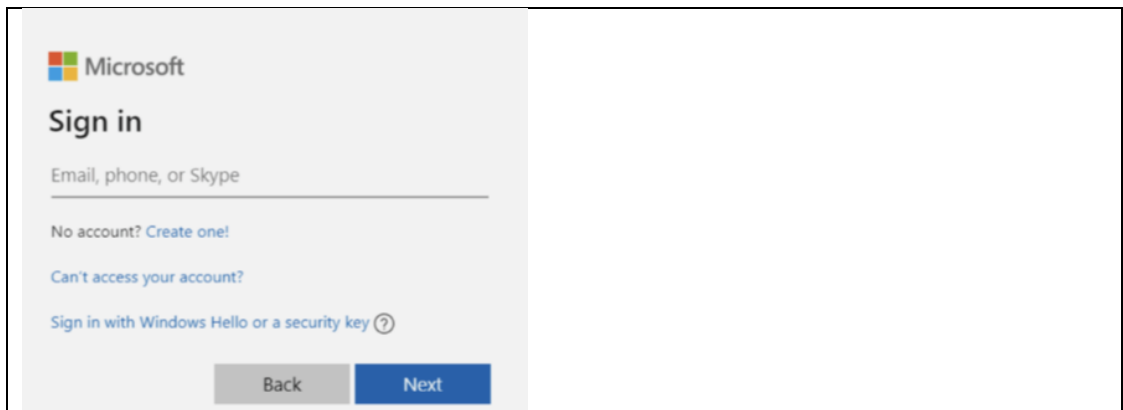 Microsoft
Sign in
Email, phone, or Skype
No account? Create one!
Can't access your account?
Sign in with Windows Hello or a security key ?
Back Next